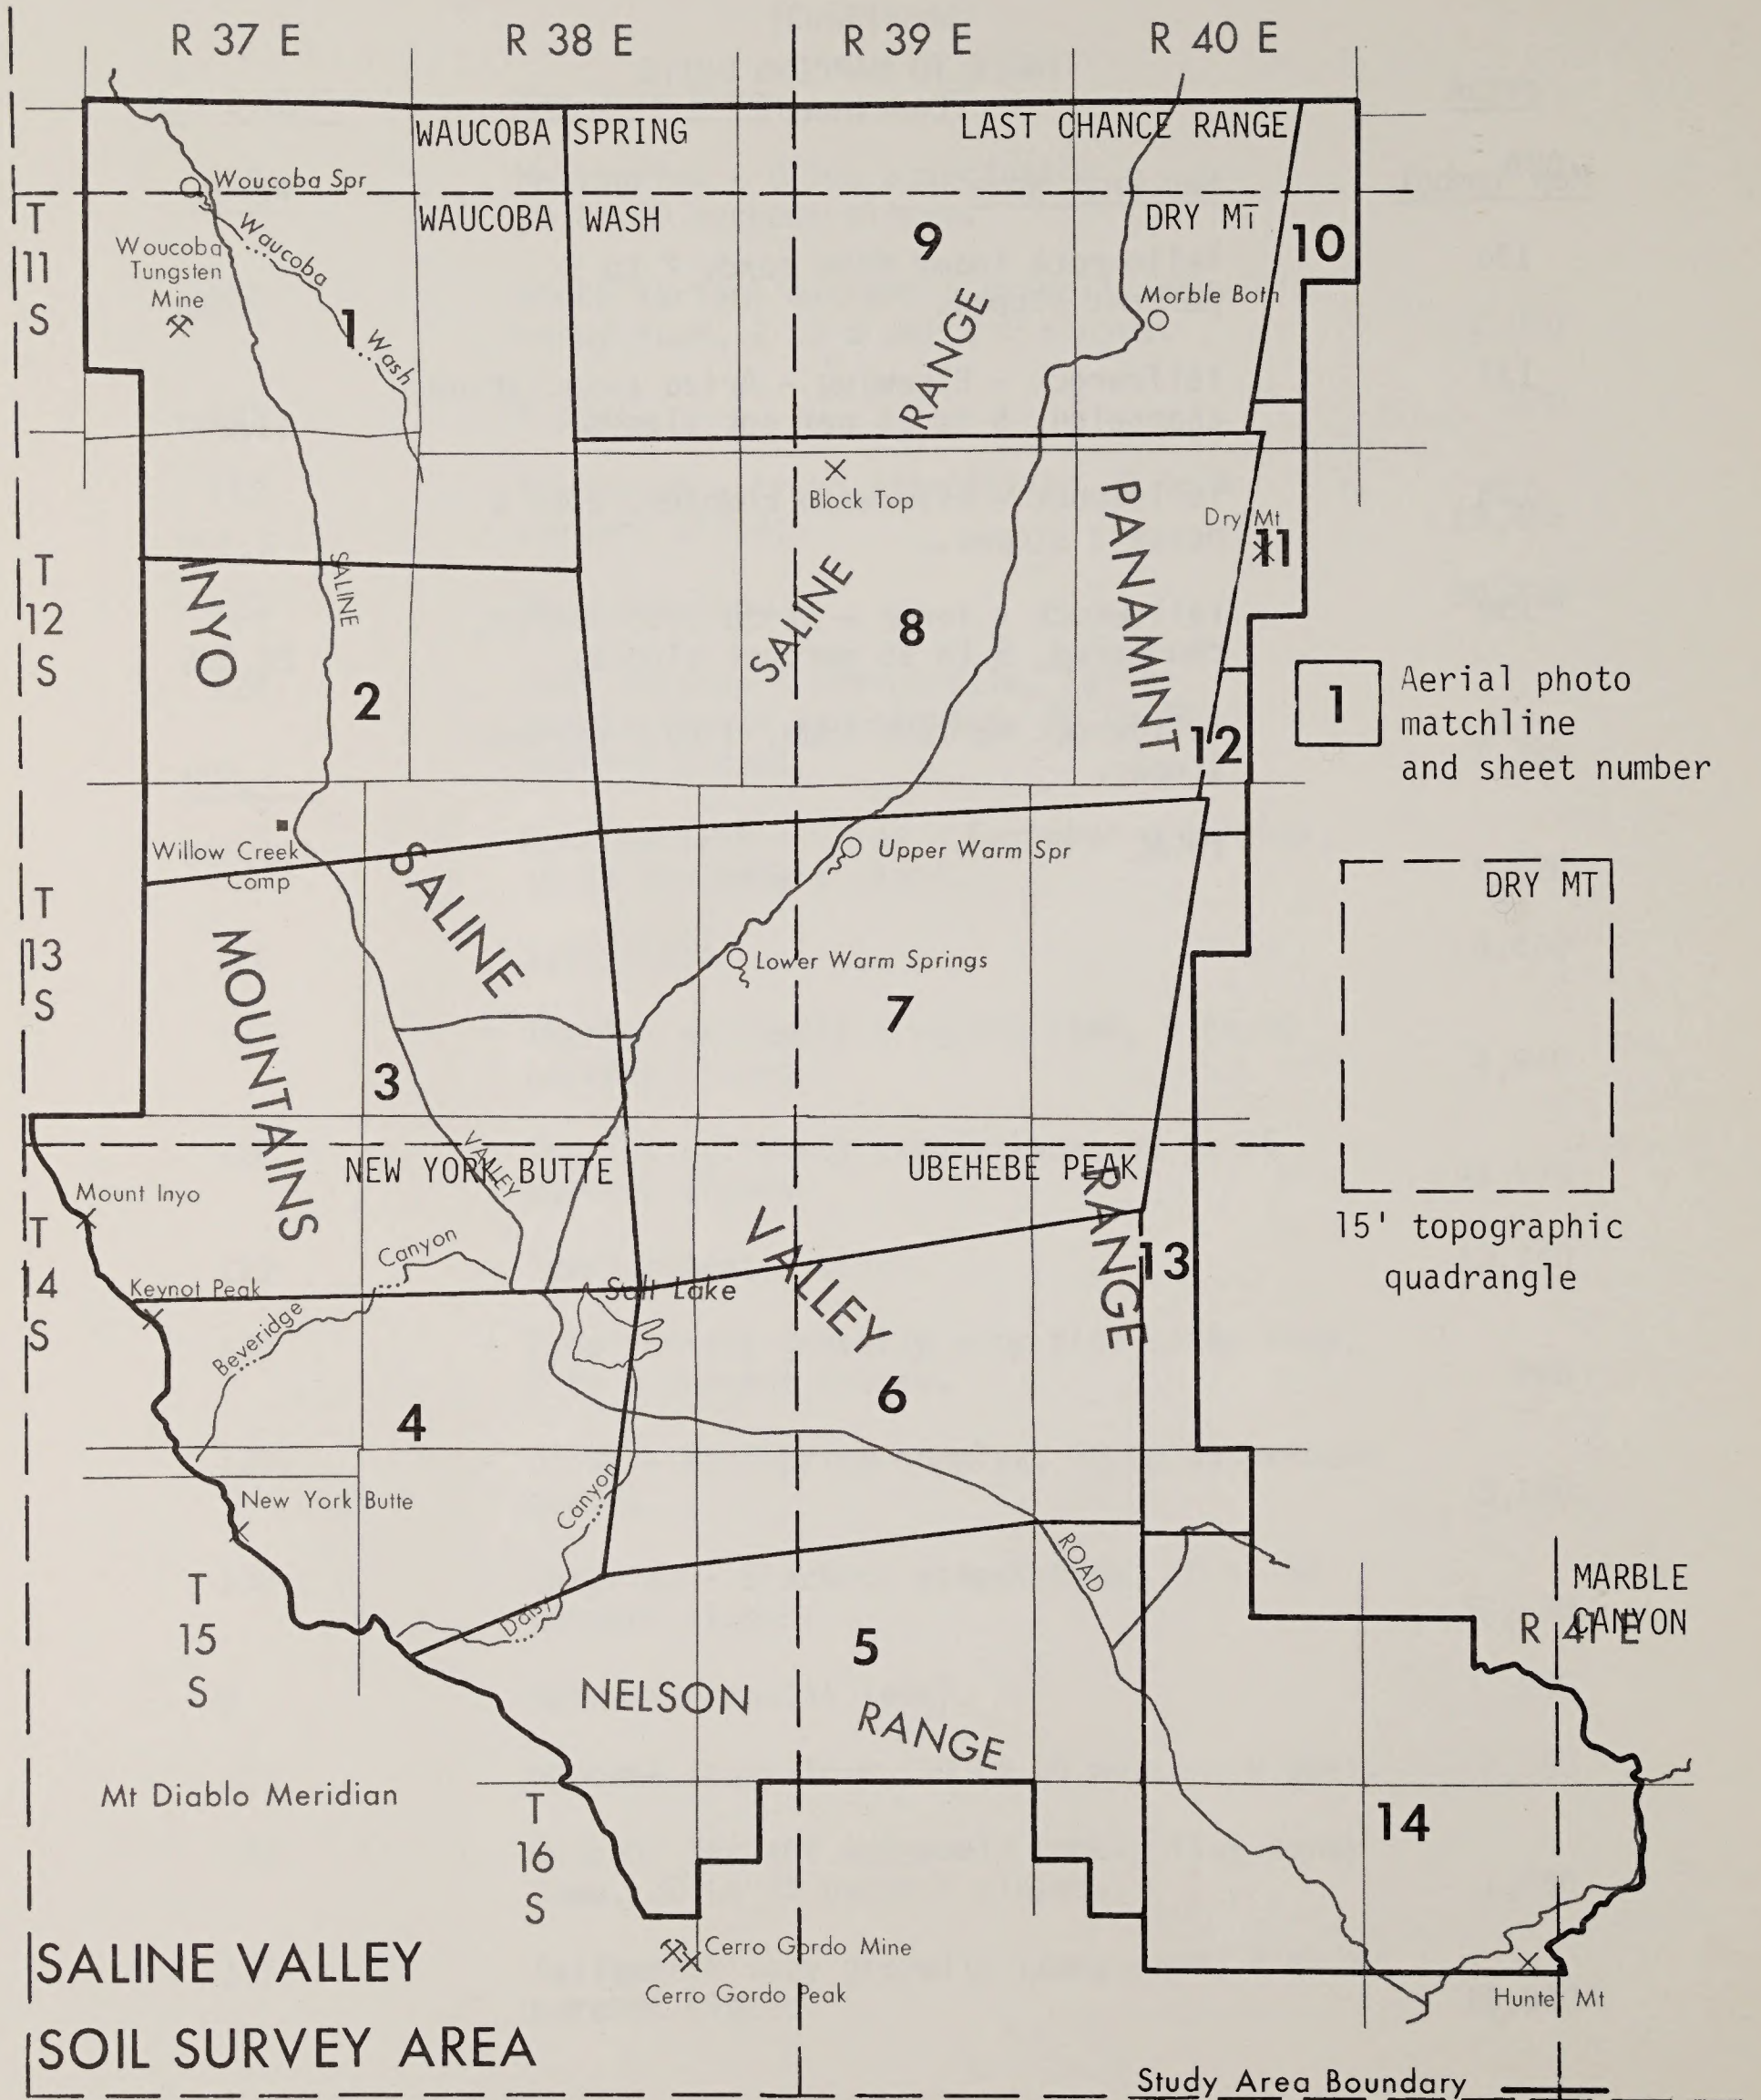 R 37 E
R 38 E
R 39 E
R 40 E
WAUCOBA SPRING
LAST CHANCE RANGE
Woucoba Spr
WAUCOBA WASH
DRY MT
T
11
S
Woucoba
Tungsten
Mine
Waucoba
Wash
1
9
10
Morble Both
RANGE
Block Top
PANAMINT
Dry Mt
11
T
12
S
INYO
SALINE
2
SALINE
8
12
1
Aerial photo
matchline
and sheet number
Willow Creek
Comp
SALINE
Upper Warm Spr
DRY MT
T
13
S
MOUNTAINS
Lower Warm Springs
7
3
VALLEY
NEW YORK BUTTE
UBEHEBE PEAK
RANGE
15' topographic
quadrangle
Mount Inyo
T
14
S
Canyon
VALLEY
13
Keynot Peak
Salt Lake
Beveridge
4
6
New York Butte
Canyon
ROAD
MARBLE
CANYON
R 41 E
T
15
S
Daisy
5
NELSON
RANGE
Mt Diablo Meridian
T
16
S
14
SALINE VALLEY
SOIL SURVEY AREA
Cerro Gordo Mine
Cerro Gordo Peak
Hunter Mt
Study Area Boundary